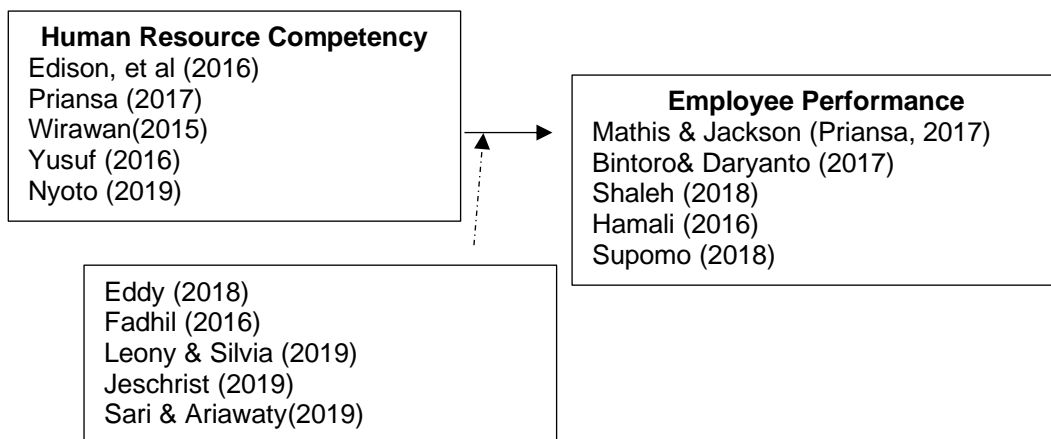 Human Resource Competency
Edison, et al (2016)
Priansa (2017)
Wirawan(2015)
Yusuf (2016)
Nyoto (2019)
Employee Performance
Mathis & Jackson (Priansa, 2017)
Bintoro& Daryanto (2017)
Shaleh (2018)
Hamali (2016)
Supomo (2018)
Eddy (2018)
Fadhil (2016)
Leony & Silvia (2019)
Jeschrist (2019)
Sari & Ariawaty(2019)